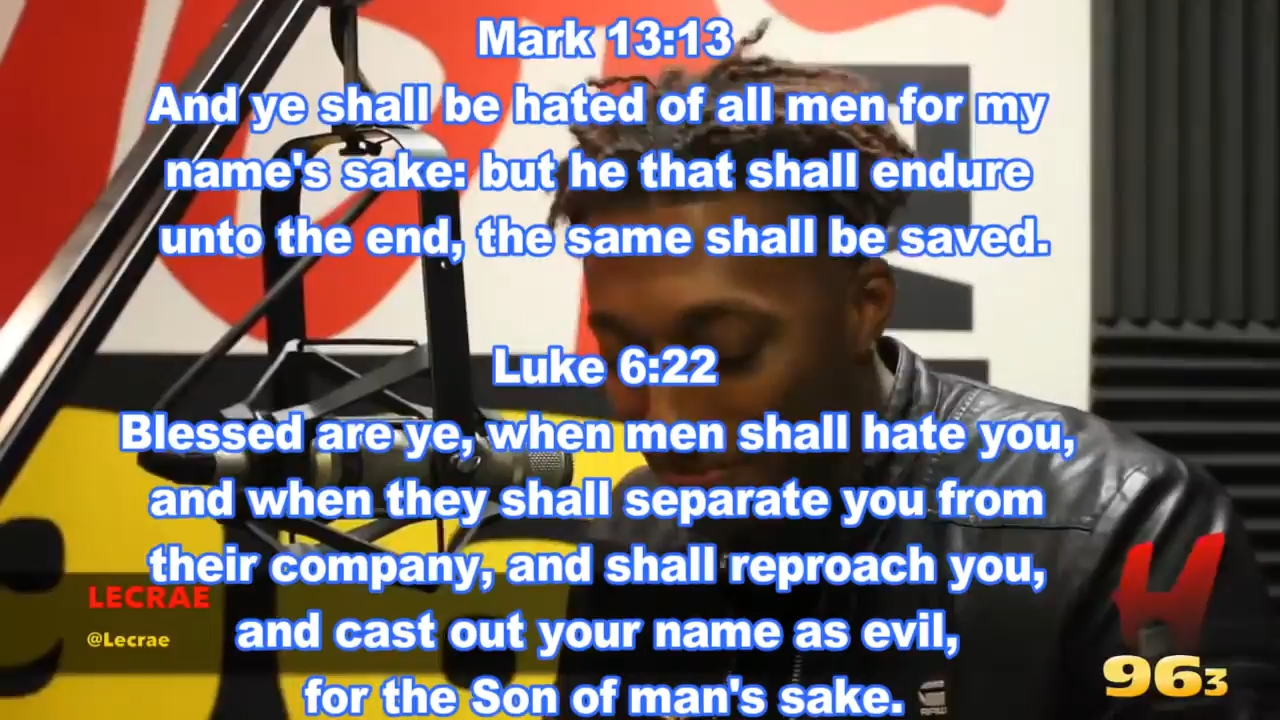 Mark 13:13
And ye shall be hated of all men for my
name's sake: but he that shall endure
unto the end, the same shall be saved.
Luke 6:22
Blessed are ye, when men shall hate you,
and when they shall separate you from
their company, and shall reproach you,
and cast out your name as evil,
for the Son of man's sake.
LECRAE
@Lecrae
H
963
G
RAW